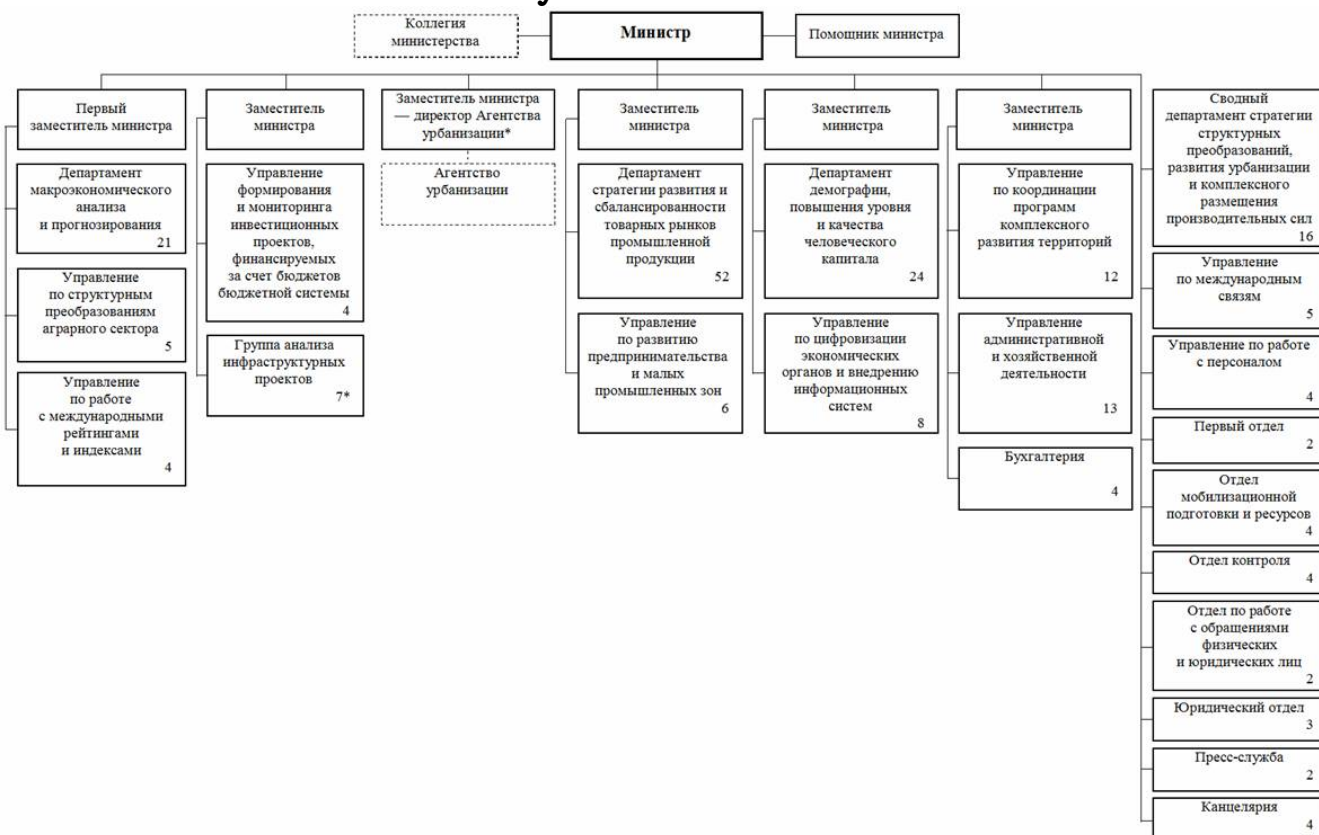 Коллегия
министерства
Министр
Помощник министра
Первый
заместитель министра
Департамент
макроэкономического
анализа
и прогнозирования
21
Управление
по структурным
преобразованиям
аграрного сектора
5
Управление
по работе
с международными
рейтингами
и индексами
4
Заместитель
министра
Управление
формирования
и мониторинга
инвестиционных
проектов,
финансируемых
за счет бюджетов
бюджетной системы
4
Группа анализа
инфраструктурных
проектов
7*
Заместитель министра
— директор Агентства
урбанизации*
Агентство
урбанизации
Заместитель
министра
Департамент
стратегии развития и
сбалансированности
товарных рынков
промышленной
продукции
52
Управление
по развитию
предпринимательства
и малых
промышленных зон
6
Заместитель
министра
Департамент
демографии,
повышения уровня
и качества
человеческого
капитала
24
Управление
по цифровизации
экономических
органов и внедрению
информационных
систем
8
Заместитель
министра
Управление
по координации
программ
комплексного
развития территорий
12
Управление
административной
и хозяйственной
деятельности
13
Бухгалтерия
4
Сводный
департамент стратегии
структурных
преобразований,
развития урбанизации
и комплексного
размещения
производительных сил
16
Управление
по международным
связям
5
Управление по работе
с персоналом
4
Первый отдел
2
Отдел
мобилизационной
подготовки и ресурсов
4
Отдел контроля
4
Отдел по работе
с обращениями
физических
и юридических лиц
2
Юридический отдел
3
Пресс-служба
2
Канцелярия
4